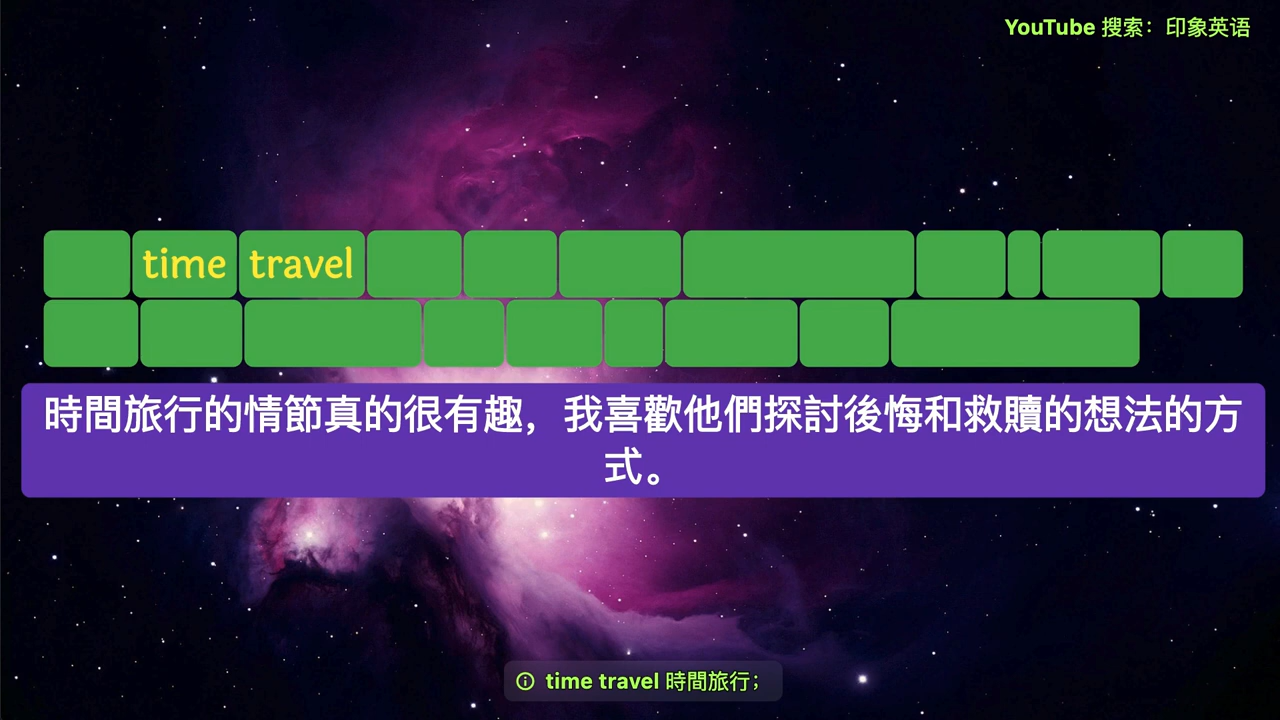 YouTube 搜索：印象英语
time travel
時間旅行的情節真的很有趣，我喜歡他們探討後悔和救贖的想法的方
式。
time travel 時間旅行；